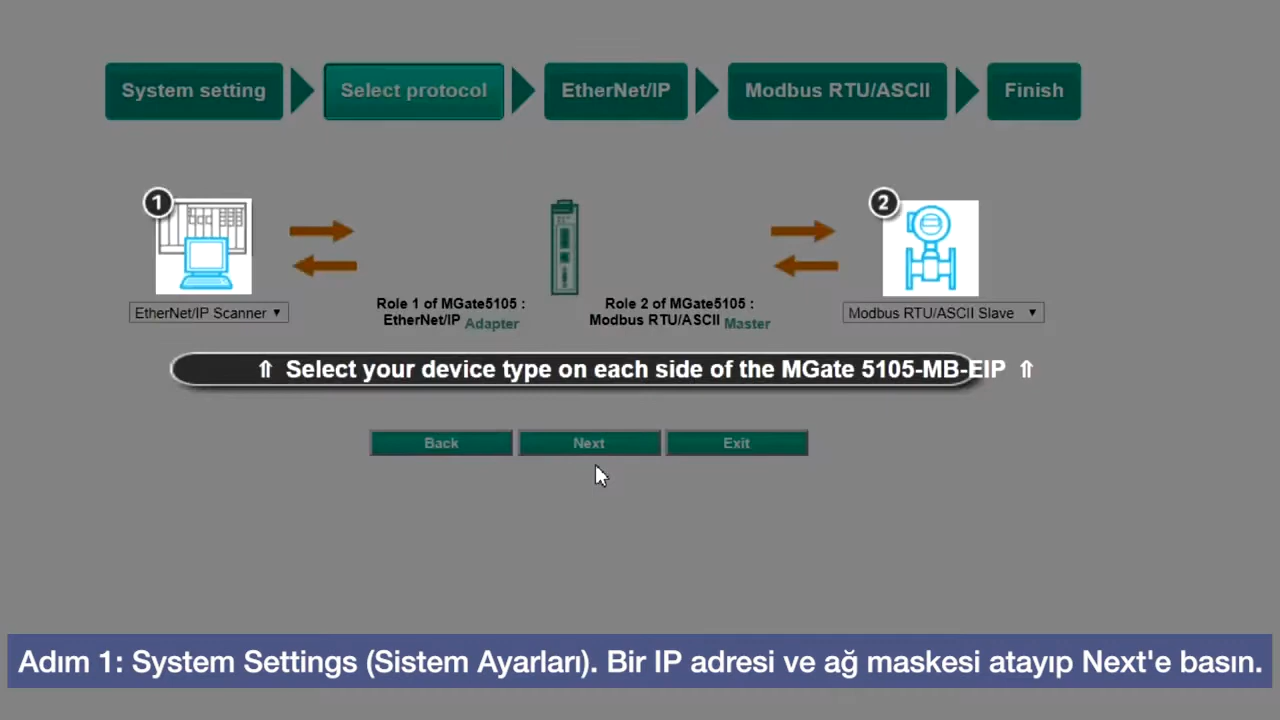 System setting
Select protocol
EtherNet/IP
Modbus RTU/ASCII
Finish
1
2
EtherNet/IP Scanner ▼
Role 1 of MGate5105 :
EtherNet/IP Adapter
Role 2 of MGate5105 :
Modbus RTU/ASCII Master
Modbus RTU/ASCII Slave ▼
⇑ Select your device type on each side of the MGate 5105-MB-EIP ⇑
Back
Next
Exit
Adım 1: System Settings (Sistem Ayarları). Bir IP adresi ve ağ maskesi atayıp Next'e basın.